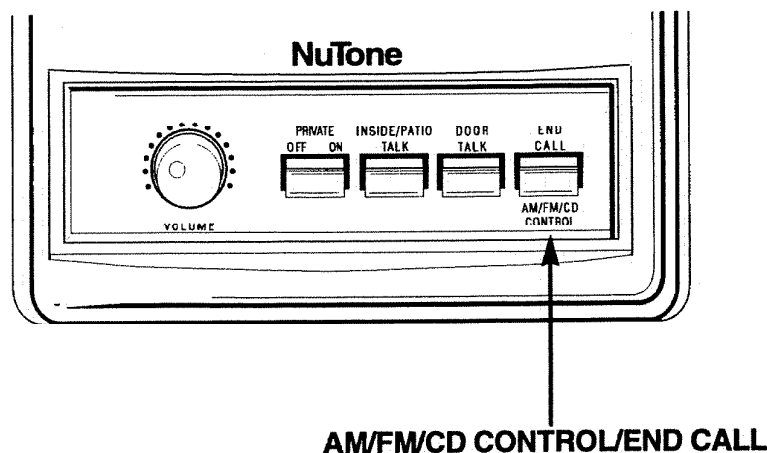 NuTone
PRIVATE
OFF ON
INSIDE/PATIO
TALK
DOOR
TALK
END
CALL
VOLUME
AM/FM/CD
CONTROL
AM/FM/CD CONTROL/END CALL